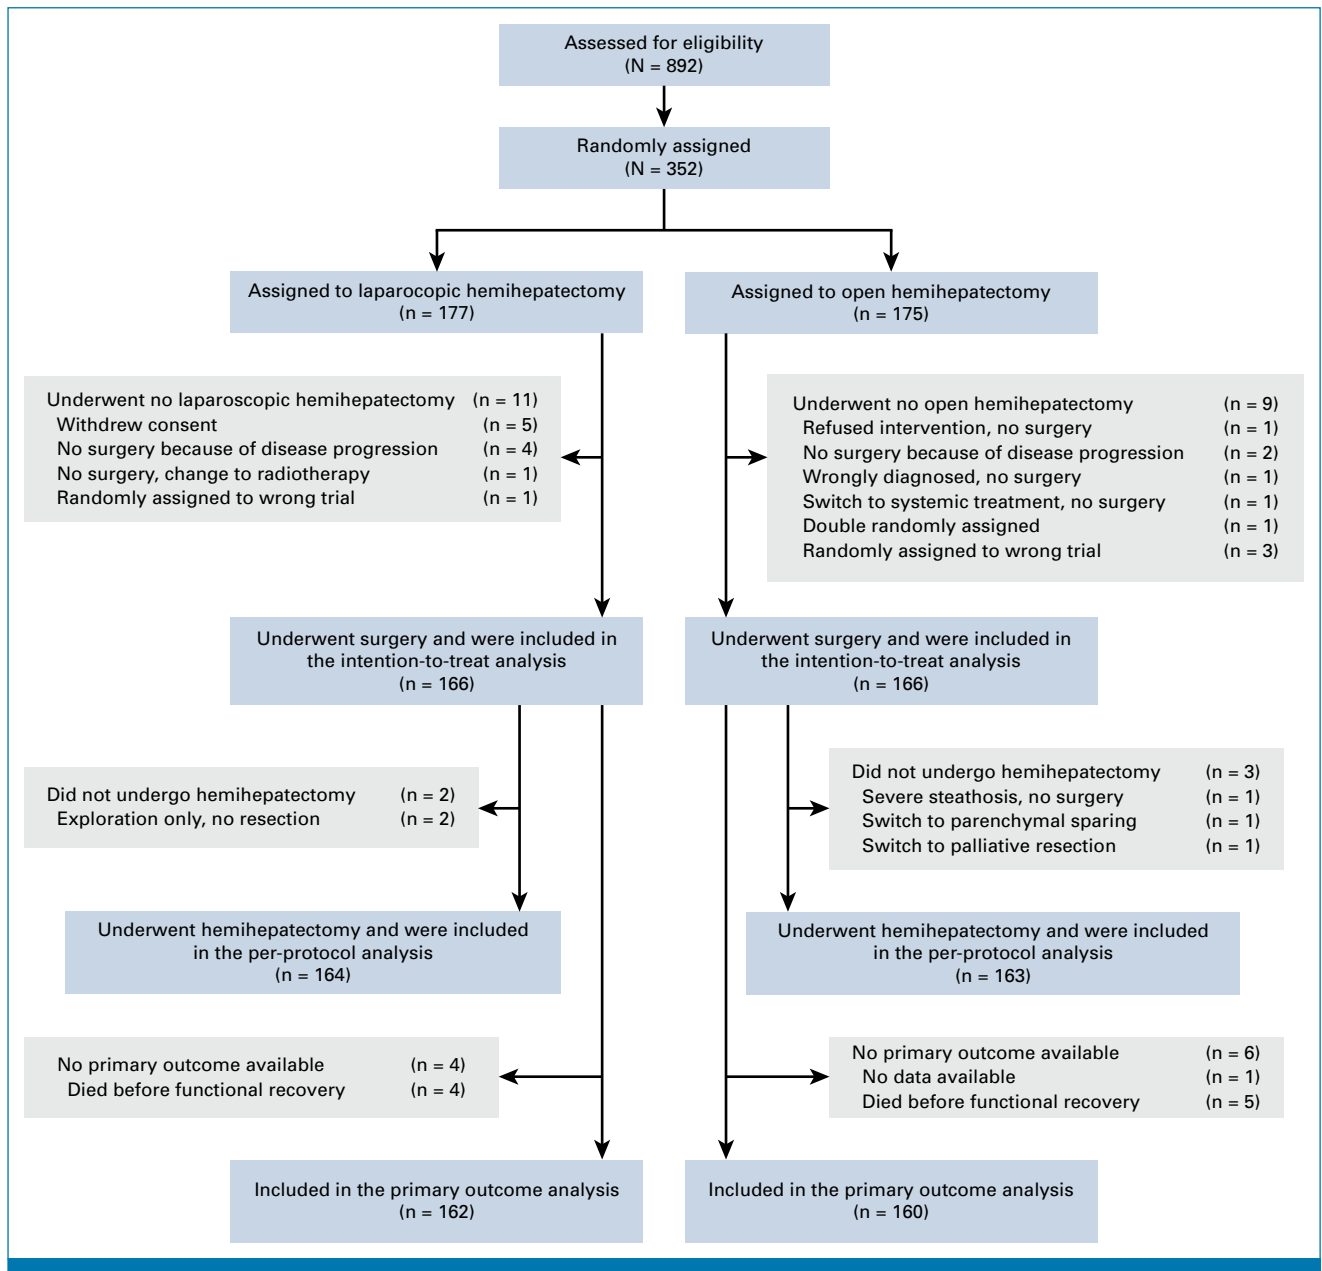 Assessed for eligibility
(N = 892)
Randomly assigned
(N = 352)
Assigned to laparocopic hemihepatectomy
(n = 177)
Assigned to open hemihepatectomy
(n = 175)
Underwent no laparoscopic hemihepatectomy (n = 11)
Withdrew consent (n = 5)
No surgery because of disease progression (n = 4)
No surgery, change to radiotherapy (n = 1)
Randomly assigned to wrong trial (n = 1)
Underwent no open hemihepatectomy (n = 9)
Refused intervention, no surgery (n = 1)
No surgery because of disease progression (n = 2)
Wrongly diagnosed, no surgery (n = 1)
Switch to systemic treatment, no surgery (n = 1)
Double randomly assigned (n = 1)
Randomly assigned to wrong trial (n = 3)
Underwent surgery and were included in
the intention-to-treat analysis
(n = 166)
Underwent surgery and were included in
the intention-to-treat analysis
(n = 166)
Did not undergo hemihepatectomy (n = 2)
Exploration only, no resection (n = 2)
Did not undergo hemihepatectomy (n = 3)
Severe steathosis, no surgery (n = 1)
Switch to parenchymal sparing (n = 1)
Switch to palliative resection (n = 1)
Underwent hemihepatectomy and were included
in the per-protocol analysis
(n = 164)
Underwent hemihepatectomy and were included
in the per-protocol analysis
(n = 163)
No primary outcome available (n = 4)
Died before functional recovery (n = 4)
No primary outcome available (n = 6)
No data available (n = 1)
Died before functional recovery (n = 5)
Included in the primary outcome analysis
(n = 162)
Included in the primary outcome analysis
(n = 160)